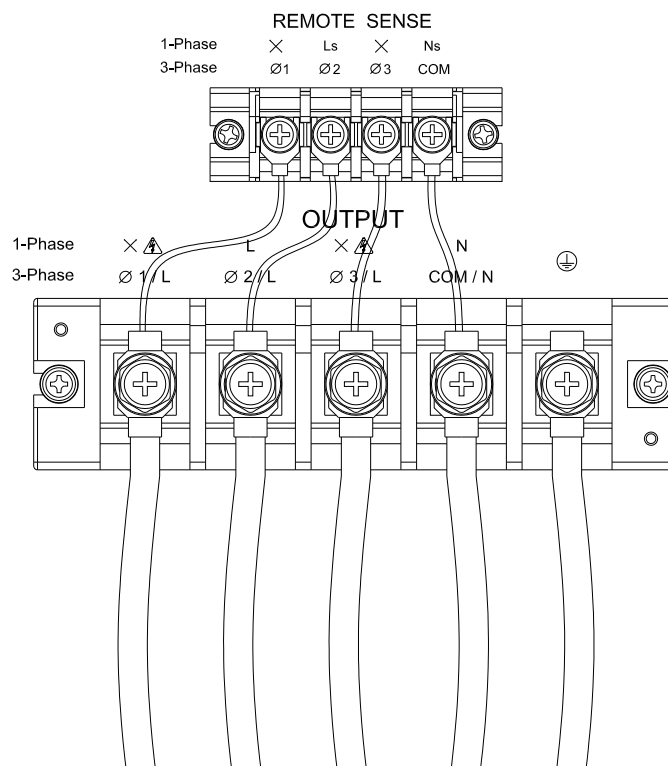 REMOTE SENSE
1-Phase × Ls × Ns
3-Phase Ø1 Ø2 Ø3 COM
OUTPUT
1-Phase × L × N
3-Phase Ø 1 / L Ø 2 / L Ø 3 / L COM / N